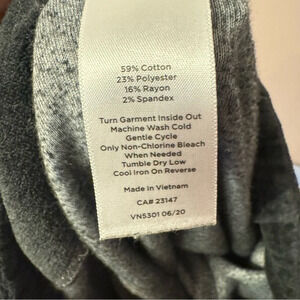 59% Cotton
23% Polyester
16% Rayon
2% Spandex
Turn Garment Inside Out
Machine Wash Cold
Gentle Cycle
Only Non-Chlorine Bleach
When Needed
Tumble Dry Low
Cool Iron On Reverse
Made in Vietnam
CA# 23147
VN5301 06/20